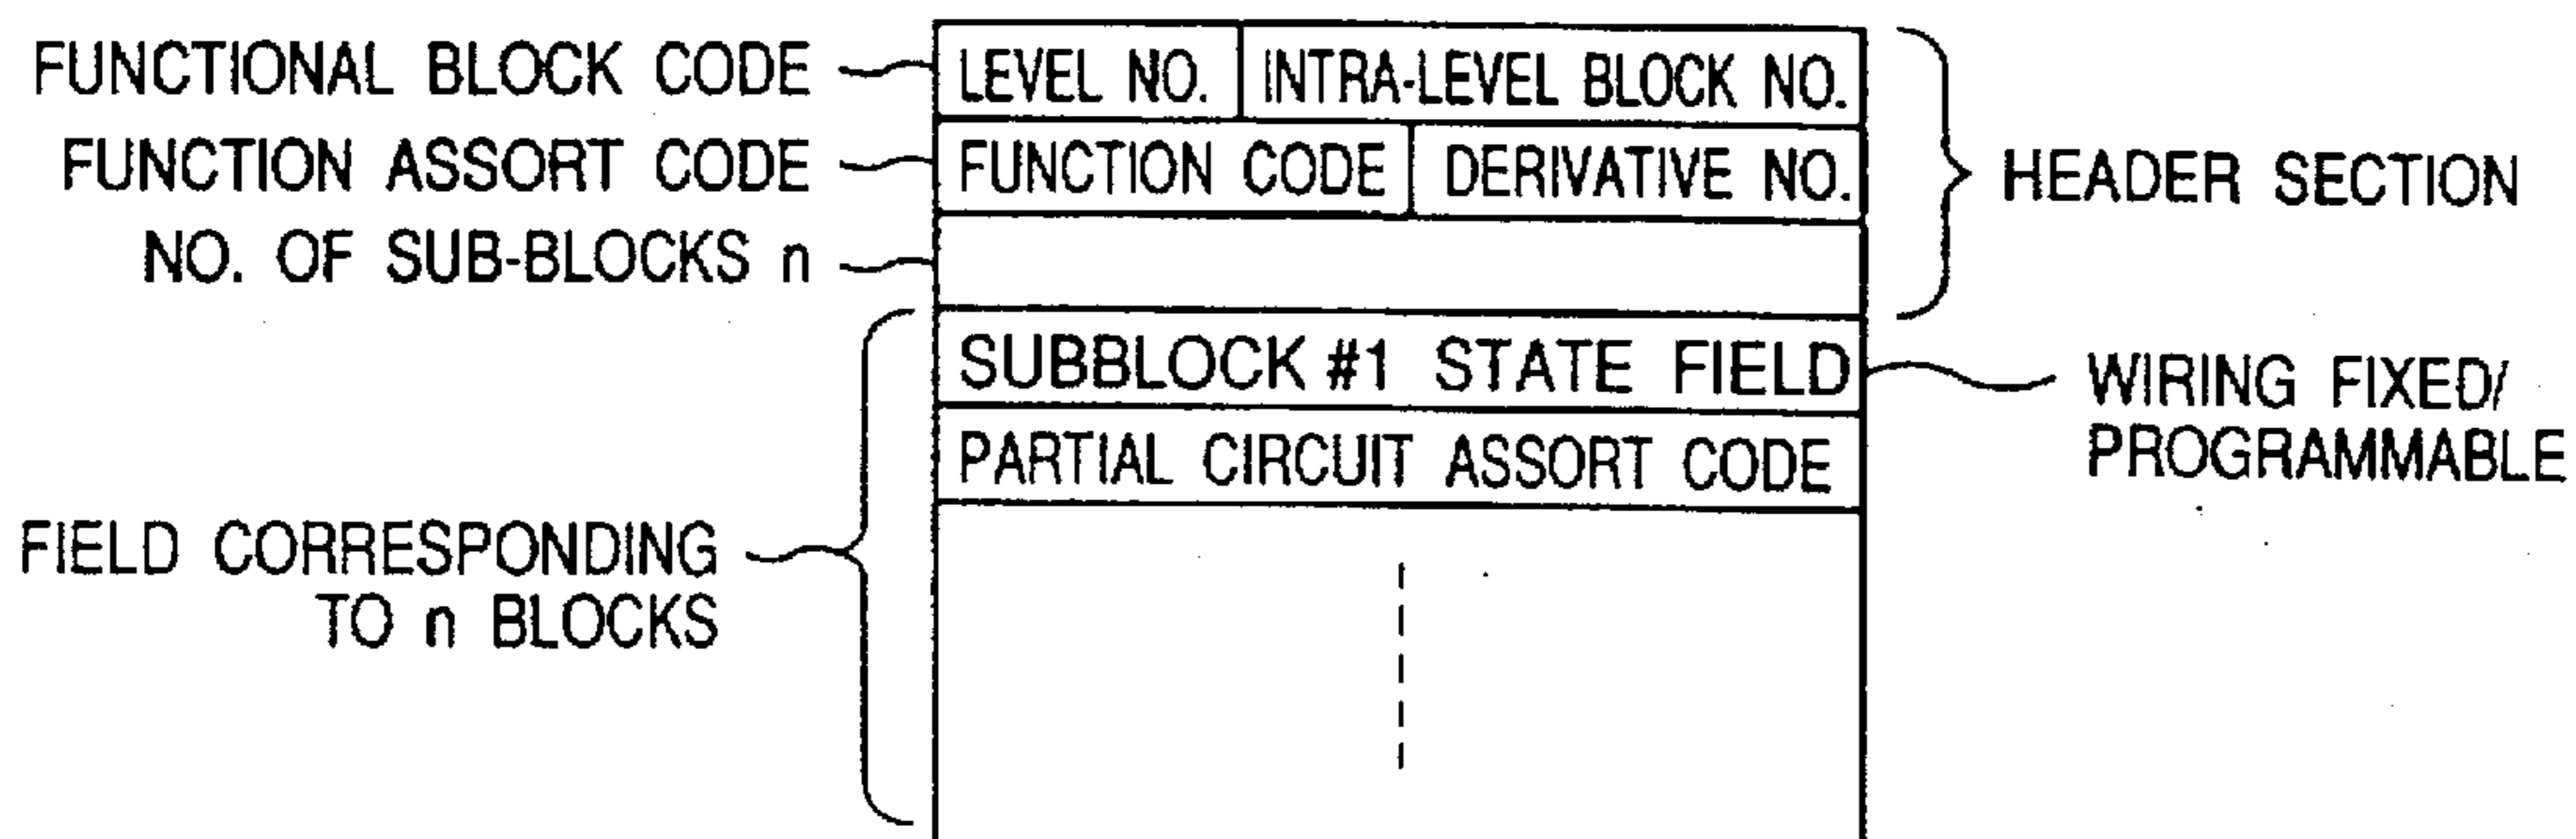 FUNCTIONAL BLOCK CODE
LEVEL NO.
INTRA-LEVEL BLOCK NO.
FUNCTION ASSORT CODE
FUNCTION CODE
DERIVATIVE NO.
HEADER SECTION
NO. OF SUB-BLOCKS n
SUBBLOCK #1 STATE FIELD
WIRING FIXED/
PROGRAMMABLE
PARTIAL CIRCUIT ASSORT CODE
FIELD CORRESPONDING
TO n BLOCKS